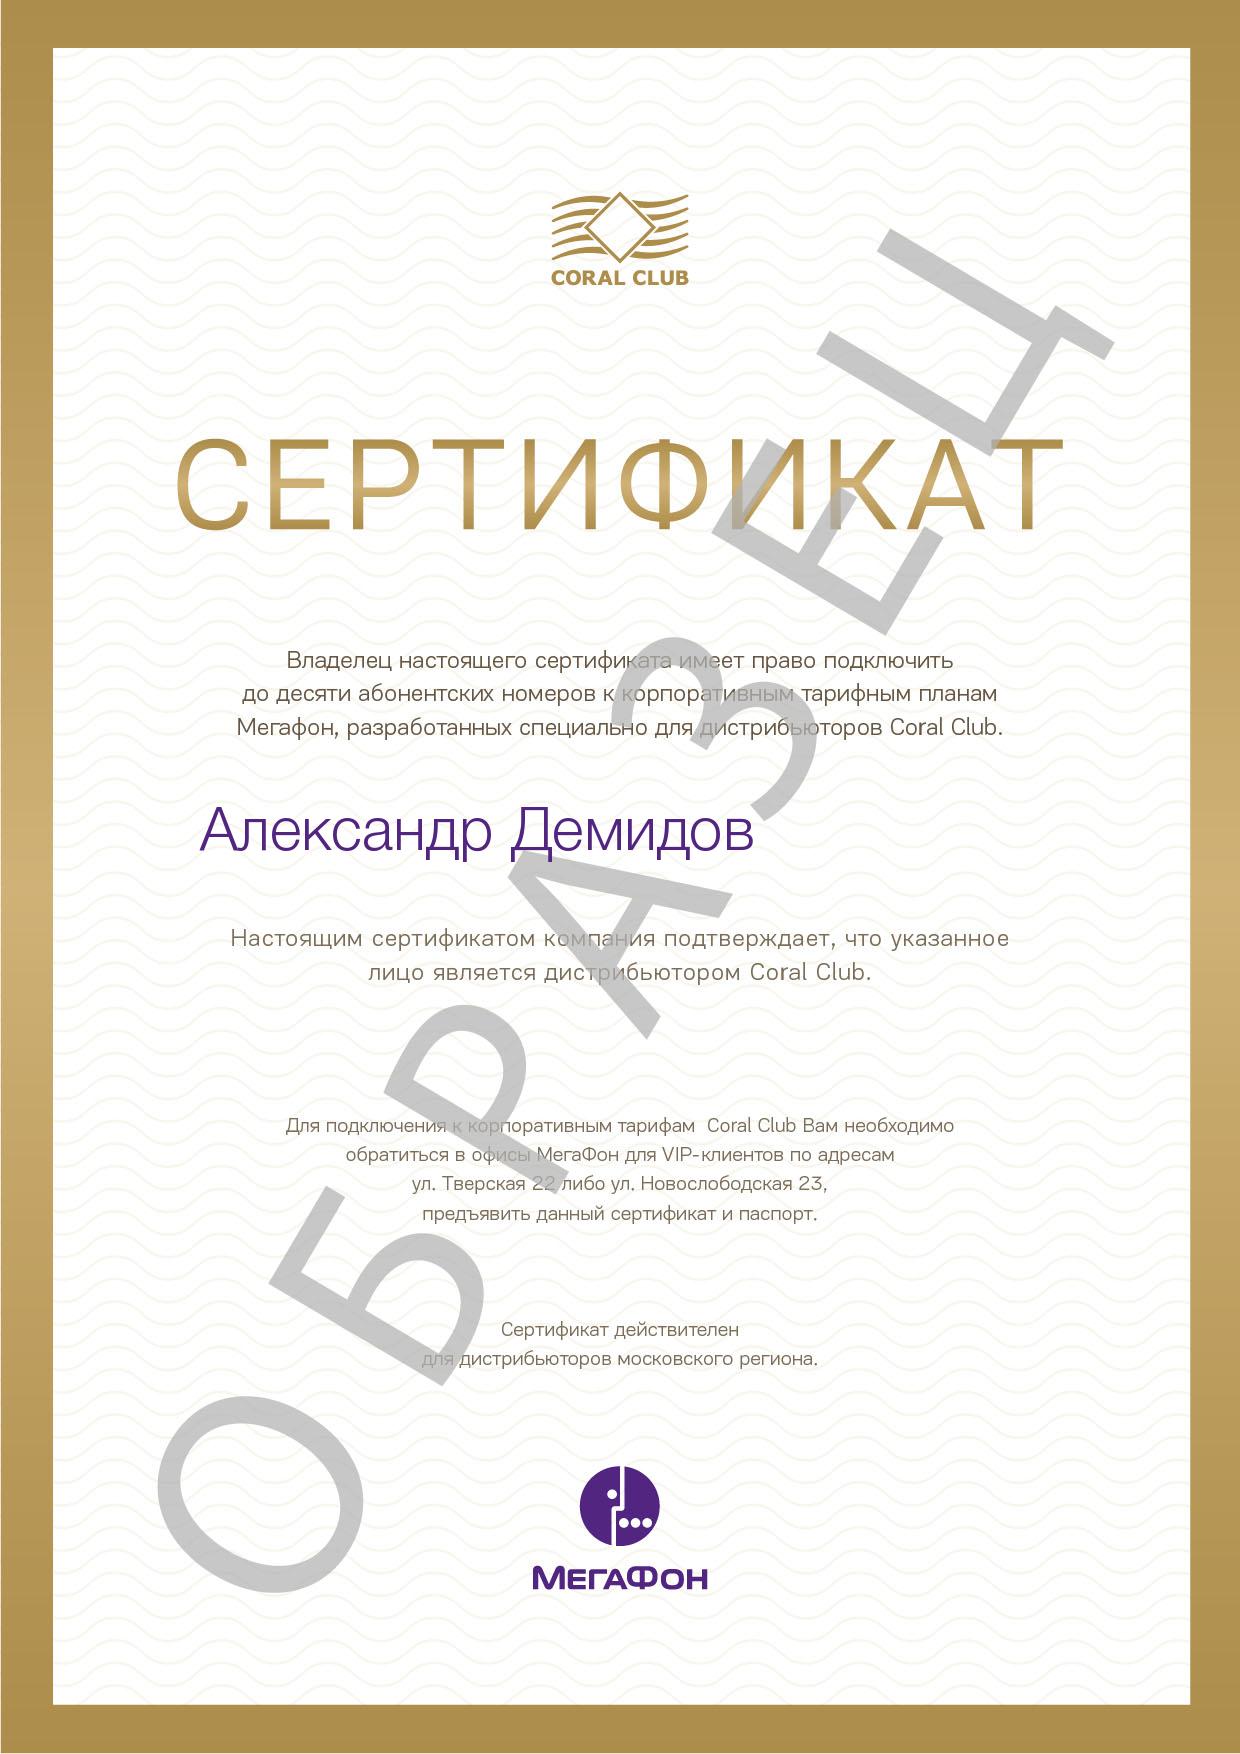 CORAL CLUB
СЕРТИФИКАТ
Владелец настоящего сертификата имеет право подключить
до десяти абонентских номеров к корпоративным тарифным планам
Мегафон, разработанных специально для дистрибьюторов Coral Club.
Александр Демидов
Настоящим сертификатом компания подтверждает, что указанное
лицо является дистрибьютором Coral Club.
Для подключения к корпоративным тарифам Coral Club Вам необходимо
обратиться в офисы МегаФон для VIP-клиентов по адресам
ул. Тверская 22 либо ул. Новослободская 23,
предъявить данный сертификат и паспорт.
Сертификат действителен
для дистрибьюторов московского региона.
МЕГАФОН
ОБРАЗЕЦ